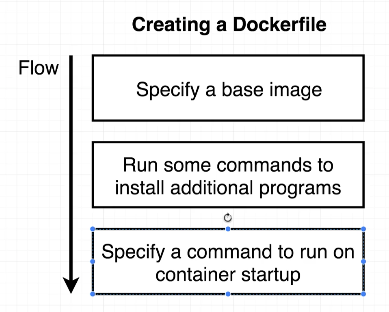 Creating a Dockerfile
Flow
Specify a base image
Run some commands to
install additional programs
Specify a command to run on
container startup